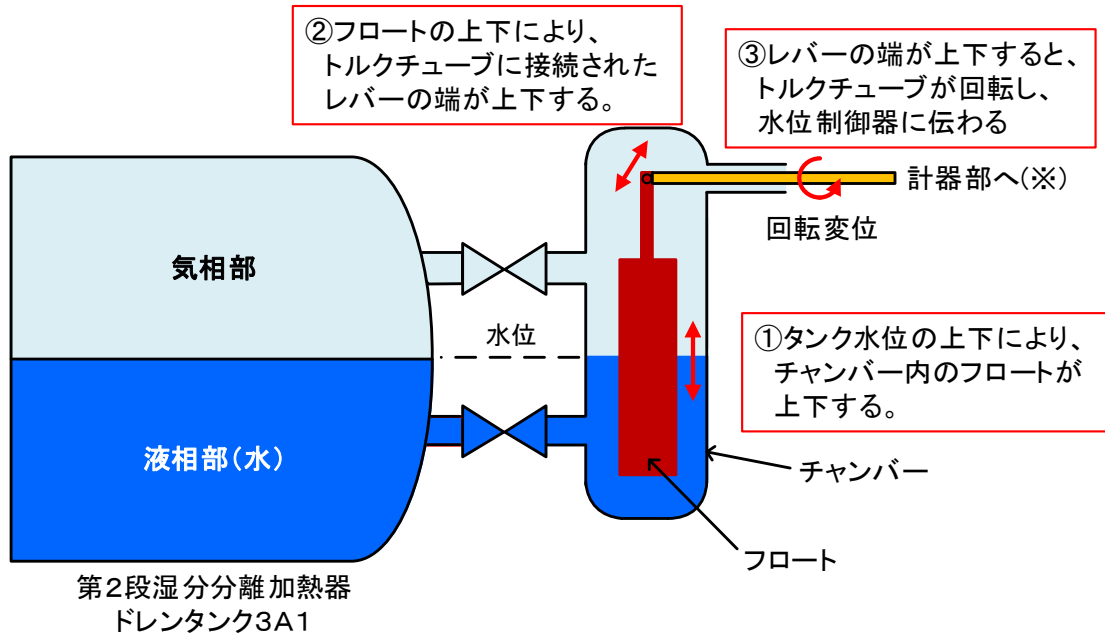 ②フロートの上下により、
トルクチューブに接続された
レバーの端が上下する。
③レバーの端が上下すると、
トルクチューブが回転し、
水位制御器に伝わる
計器部へ(※)
回転変位
気相部
水位
①タンク水位の上下により、
チャンバー内のフロートが
上下する。
液相部(水)
チャンバー
フロート
第2段湿分分離加熱器
ドレンタンク3A1